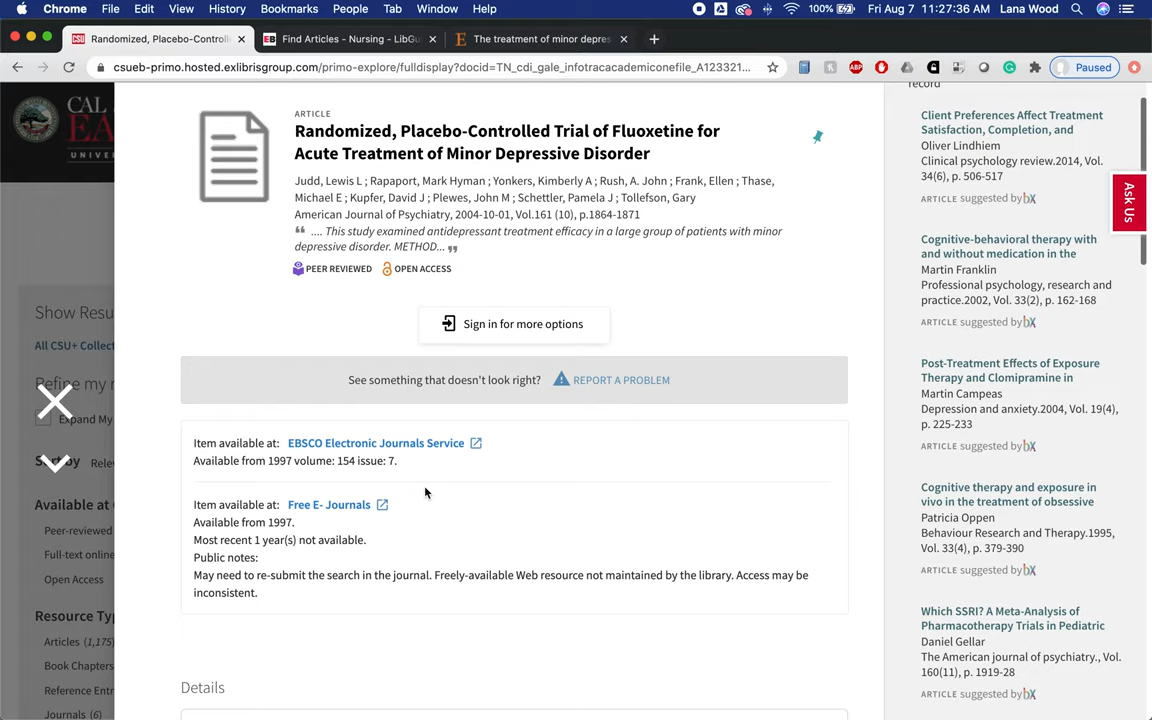 Chrome File Edit View History Bookmarks People Tab Window Help 100% Fri Aug 7 11:27:36 AM Lana Wood
CSU Randomized, Placebo-Controll EB Find Articles - Nursing - LibGu E The treatment of minor depres
csueb-primo.hosted.exlibrisgroup.com/primo-explore/fulldisplay?docid=TN_cdi_gale_infotracacademiconefile_A123321... ABP Paused
CAL
EA
UNIVER
Show Resu
All CSU+ Collect
Refine my r
Expand My
Sort by Rele
Available at
Peer-reviewed
Full-text online
Open Access
Resource Typ
Articles (1,175)
Book Chapters
Reference Entr
Journals (6)
ARTICLE
Randomized, Placebo-Controlled Trial of Fluoxetine for
Acute Treatment of Minor Depressive Disorder
Judd, Lewis L ; Rapaport, Mark Hyman ; Yonkers, Kimberly A ; Rush, A. John ; Frank, Ellen ; Thase,
Michael E ; Kupfer, David J ; Plewes, John M ; Schettler, Pamela J ; Tollefson, Gary
American Journal of Psychiatry, 2004-10-01, Vol.161 (10), p.1864-1871
“ .... This study examined antidepressant treatment efficacy in a large group of patients with minor
depressive disorder. METHOD... ”
PEER REVIEWED OPEN ACCESS
Sign in for more options
See something that doesn't look right? REPORT A PROBLEM
Item available at: EBSCO Electronic Journals Service
Available from 1997 volume: 154 issue: 7.
Item available at: Free E- Journals
Available from 1997.
Most recent 1 year(s) not available.
Public notes:
May need to re-submit the search in the journal. Freely-available Web resource not maintained by the library. Access may be
inconsistent.
Details
record
Client Preferences Affect Treatment
Satisfaction, Completion, and
Oliver Lindhiem
Clinical psychology review.2014, Vol.
34(6), p. 506-517
ARTICLE suggested by bX
Cognitive-behavioral therapy with
and without medication in the
Martin Franklin
Professional psychology, research and
practice.2002, Vol. 33(2), p. 162-168
ARTICLE suggested by bX
Post-Treatment Effects of Exposure
Therapy and Clomipramine in
Martin Campeas
Depression and anxiety.2004, Vol. 19(4),
p. 225-233
ARTICLE suggested by bX
Cognitive therapy and exposure in
vivo in the treatment of obsessive
Patricia Oppen
Behaviour Research and Therapy.1995,
Vol. 33(4), p. 379-390
ARTICLE suggested by bX
Which SSRI? A Meta-Analysis of
Pharmacotherapy Trials in Pediatric
Daniel Gellar
The American journal of psychiatry., Vol.
160(11), p. 1919-28
ARTICLE suggested by bX
Ask Us